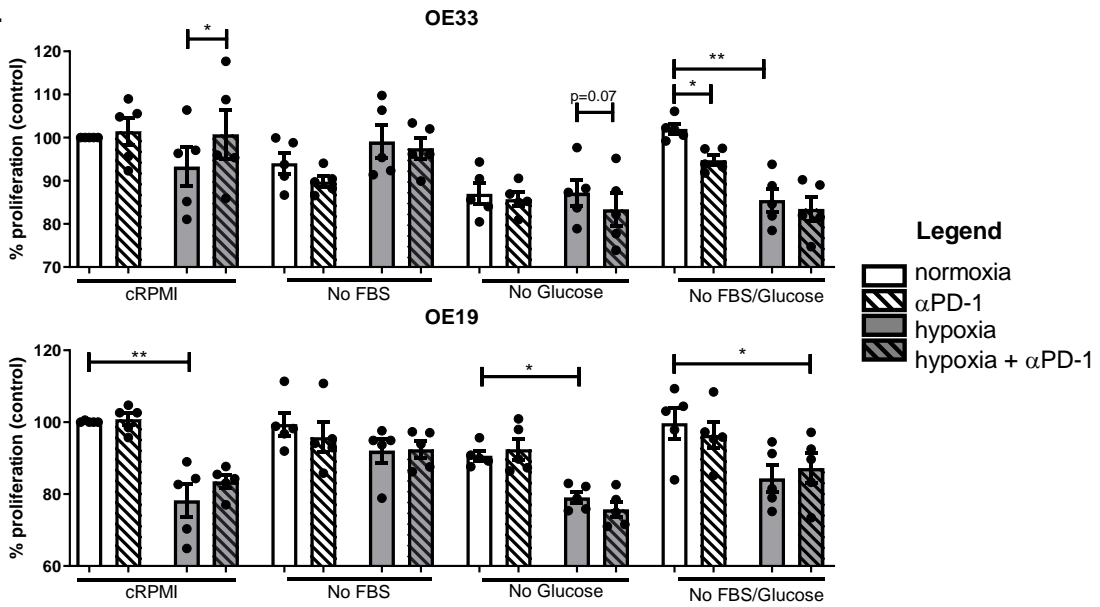 OE33
% proliferation (control)
120
110
100
90
80
70
*
p=0.07
**
*
cRPMI
No FBS
No Glucose
No FBS/Glucose
OE19
% proliferation (control)
120
100
80
60
**
*
*
cRPMI
No FBS
No Glucose
No FBS/Glucose
Legend
normoxia
αPD-1
hypoxia
hypoxia + αPD-1